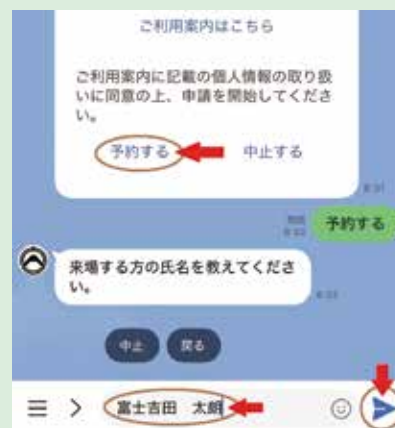 ご利用案内はこちら
ご利用案内に記載の個人情報の取り扱
いに同意の上、申請を開始してくださ
い。
予約する 中止する
予約する
来場する方の氏名を教えてくださ
い。
中止 戻る
富士吉田 太朗